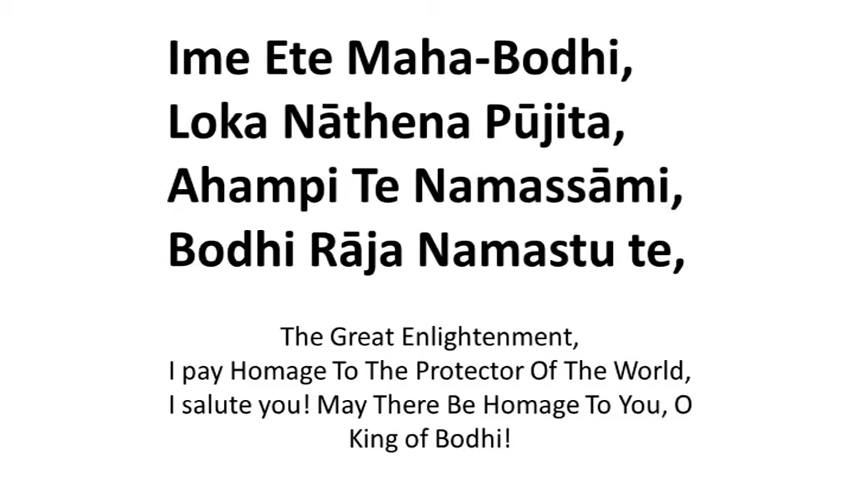 Ime Ete Maha-Bodhi,
Loka Nāthena Pūjita,
Ahampi Te Namassāmi,
Bodhi Rāja Namastu te,
The Great Enlightenment,
I pay Homage To The Protector Of The World,
I salute you! May There Be Homage To You, O
King of Bodhi!